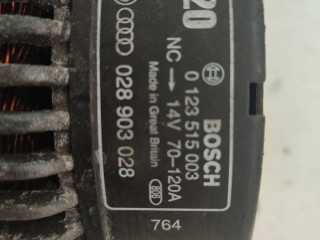 20
BOSCH
0 123 515 003
NC → 14V 70-120A
Made in Great Britain
028 903 028
764